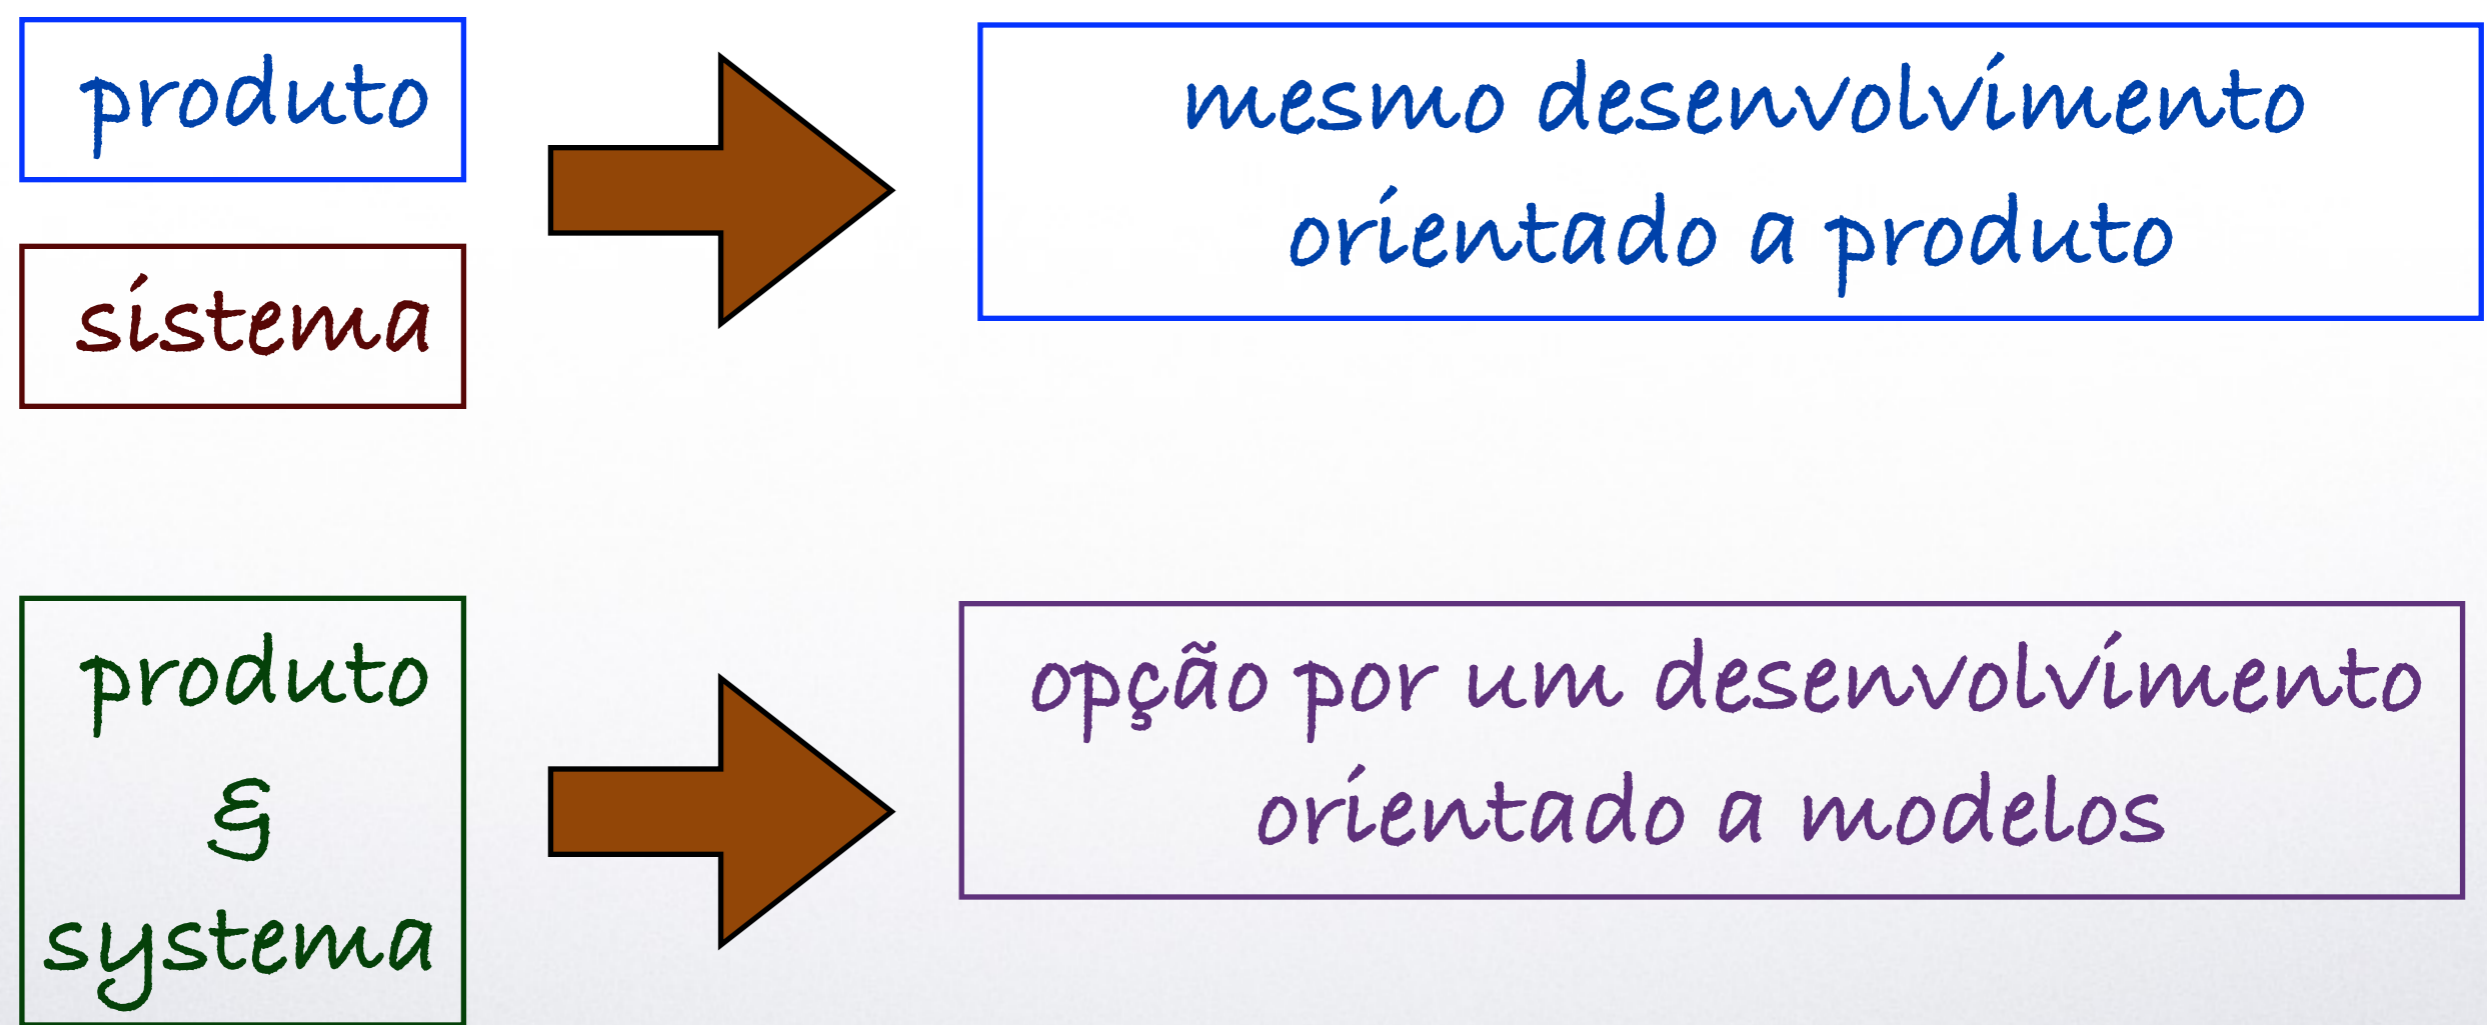 produto
sistema
mesmo desenvolvimento
orientado a produto
produto
&
systema
opção por um desenvolvimento
orientado a modelos